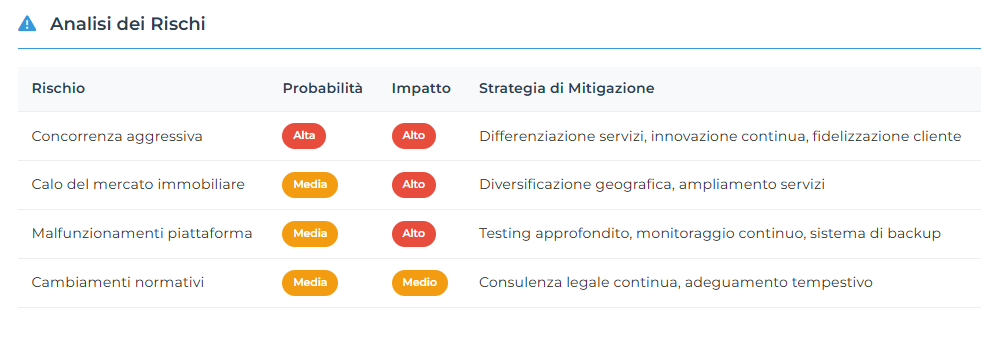 Analisi dei Rischi
Rischio Probabilità Impatto Strategia di Mitigazione
Concorrenza aggressiva Alta Alto Differenziazione servizi, innovazione continua, fidelizzazione cliente
Calo del mercato immobiliare Media Alto Diversificazione geografica, ampliamento servizi
Malfunzionamenti piattaforma Media Alto Testing approfondito, monitoraggio continuo, sistema di backup
Cambiamenti normativi Media Medio Consulenza legale continua, adeguamento tempestivo